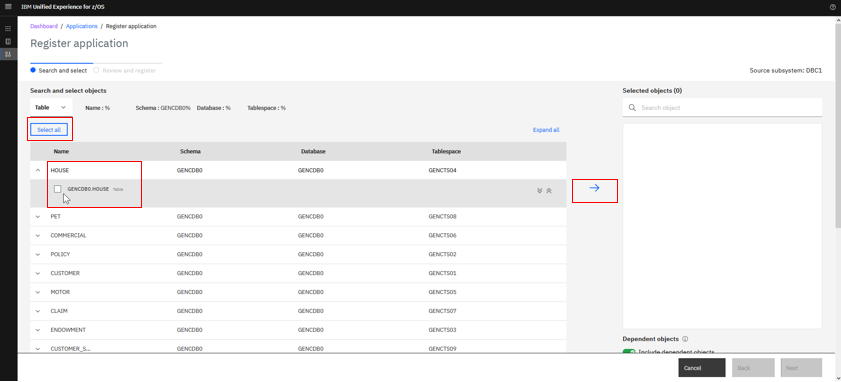 IBM Unified Experience for z/OS
Dashboard / Applications / Register application
Register application
Search and select
Review and register
Source subsystem: DBC1
Search and select objects
Selected objects (0)
Table
Name : %
Schema : GENCDB0%
Database : %
Tablespace : %
Search object
Select all
Expand all
Name Schema Database Tablespace
HOUSE GENCDB0 GENCDB0 GENCTS04
GENCDB0.HOUSE Table
PET GENCDB0 GENCDB0 GENCTS08
COMMERCIAL GENCDB0 GENCDB0 GENCTS06
POLICY GENCDB0 GENCDB0 GENCTS02
CUSTOMER GENCDB0 GENCDB0 GENCTS01
MOTOR GENCDB0 GENCDB0 GENCTS05
CLAIM GENCDB0 GENCDB0 GENCTS07
ENDOWMENT GENCDB0 GENCDB0 GENCTS03
CUSTOMER_S... GENCDB0 GENCDB0 GENCTS09
Dependent objects
Include dependent objects
Cancel
Back
Next